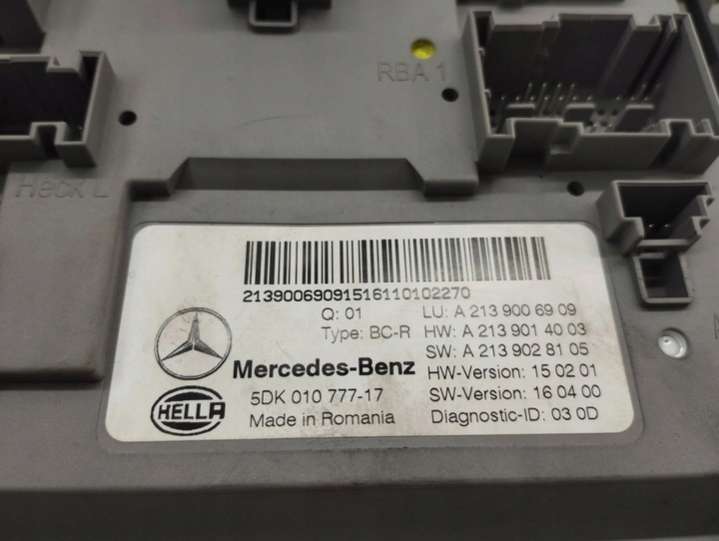 RBA 1
Heck L
21390069091516110102270
Q: 01 LU: A 213 900 69 09
Type: BC-R HW: A 213 901 40 03
SW: A 213 902 81 05
Mercedes-Benz HW-Version: 15 02 01
HELLA 5DK 010 777-17 SW-Version: 16 04 00
Made in Romania Diagnostic-ID: 03 0D